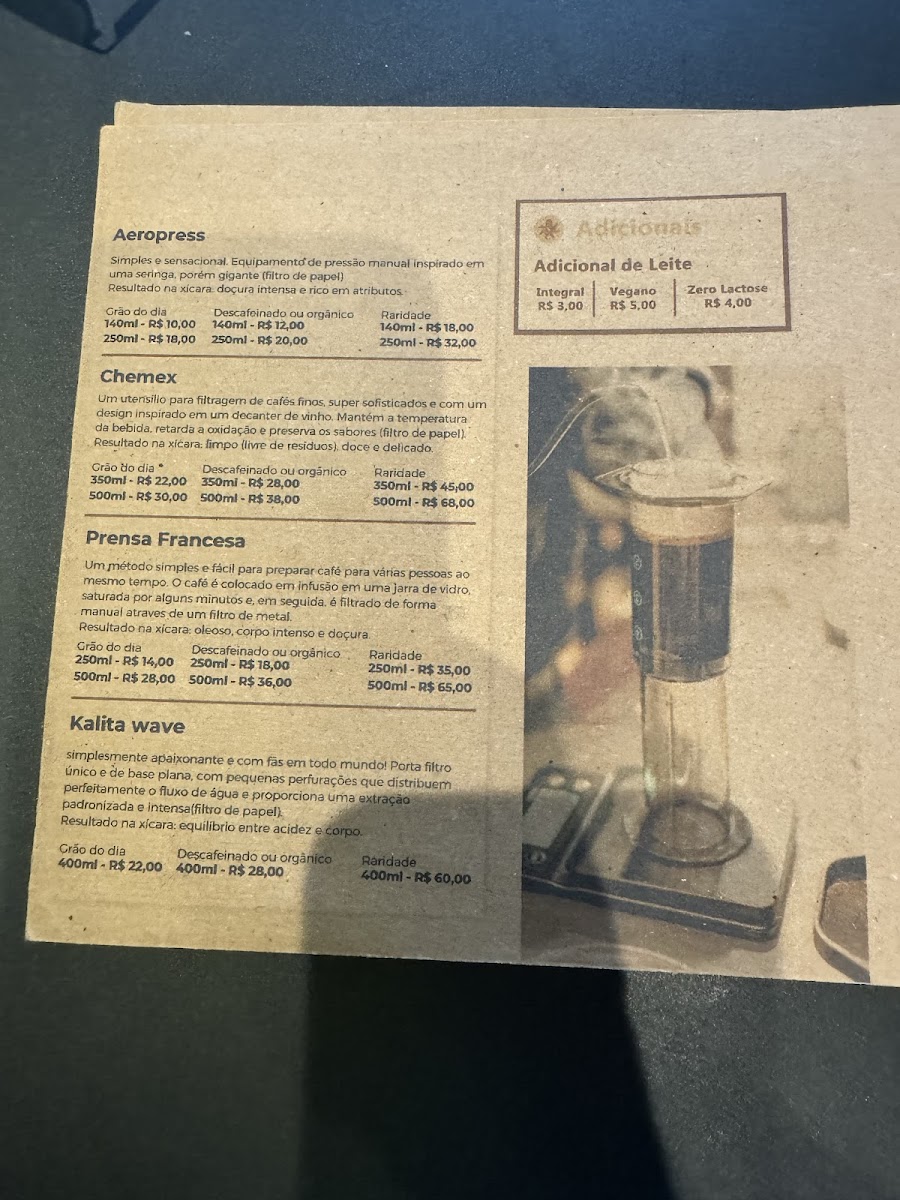 Aeropress
Simples e sensacional. Equipamento de pressão manual inspirado em
uma seringa, porém gigante (filtro de papel)
Resultado na xícara: doçura intensa e rico em atributos.
Grão do dia Descafeinado ou orgânico Raridade
140ml - R$ 10,00 140ml - R$ 12,00 140ml - R$ 18,00
250ml - R$ 18,00 250ml - R$ 20,00 250ml - R$ 32,00
Chemex
Um utensílio para filtragem de cafés finos, super sofisticados e com um
design inspirado em um decanter de vinho. Mantém a temperatura
da bebida, retarda a oxidação e preserva os sabores (filtro de papel).
Resultado na xícara: limpo (livre de resíduos), doce e delicado.
Grão do dia Descafeinado ou orgânico Raridade
350ml - R$ 22,00 350ml - R$ 28,00 350ml - R$ 45,00
500ml - R$ 30,00 500ml - R$ 38,00 500ml - R$ 68,00
Prensa Francesa
Um método simples e fácil para preparar café para várias pessoas ao
mesmo tempo. O café é colocado em infusão em uma jarra de vidro,
saturada por alguns minutos e, em seguida, é filtrado de forma
manual atraves de um filtro de metal.
Resultado na xícara: oleoso, corpo intenso e doçura.
Grão do dia Descafeinado ou orgânico Raridade
250ml - R$ 14,00 250ml - R$ 18,00 250ml - R$ 35,00
500ml - R$ 28,00 500ml - R$ 36,00 500ml - R$ 65,00
Kalita wave
simplesmente apaixonante e com fãs em todo mundo! Porta filtro
único e de base plana, com pequenas perfurações que distribuem
perfeitamente o fluxo de água e proporciona uma extração
padronizada e intensa(filtro de papel).
Resultado na xícara: equilíbrio entre acidez e corpo.
Grão do dia Descafeinado ou orgânico Raridade
400ml - R$ 22,00 400ml - R$ 28,00 400ml - R$ 60,00
Adicionais
Adicional de Leite
Integral Vegano Zero Lactose
R$ 3,00 R$ 5,00 R$ 4,00